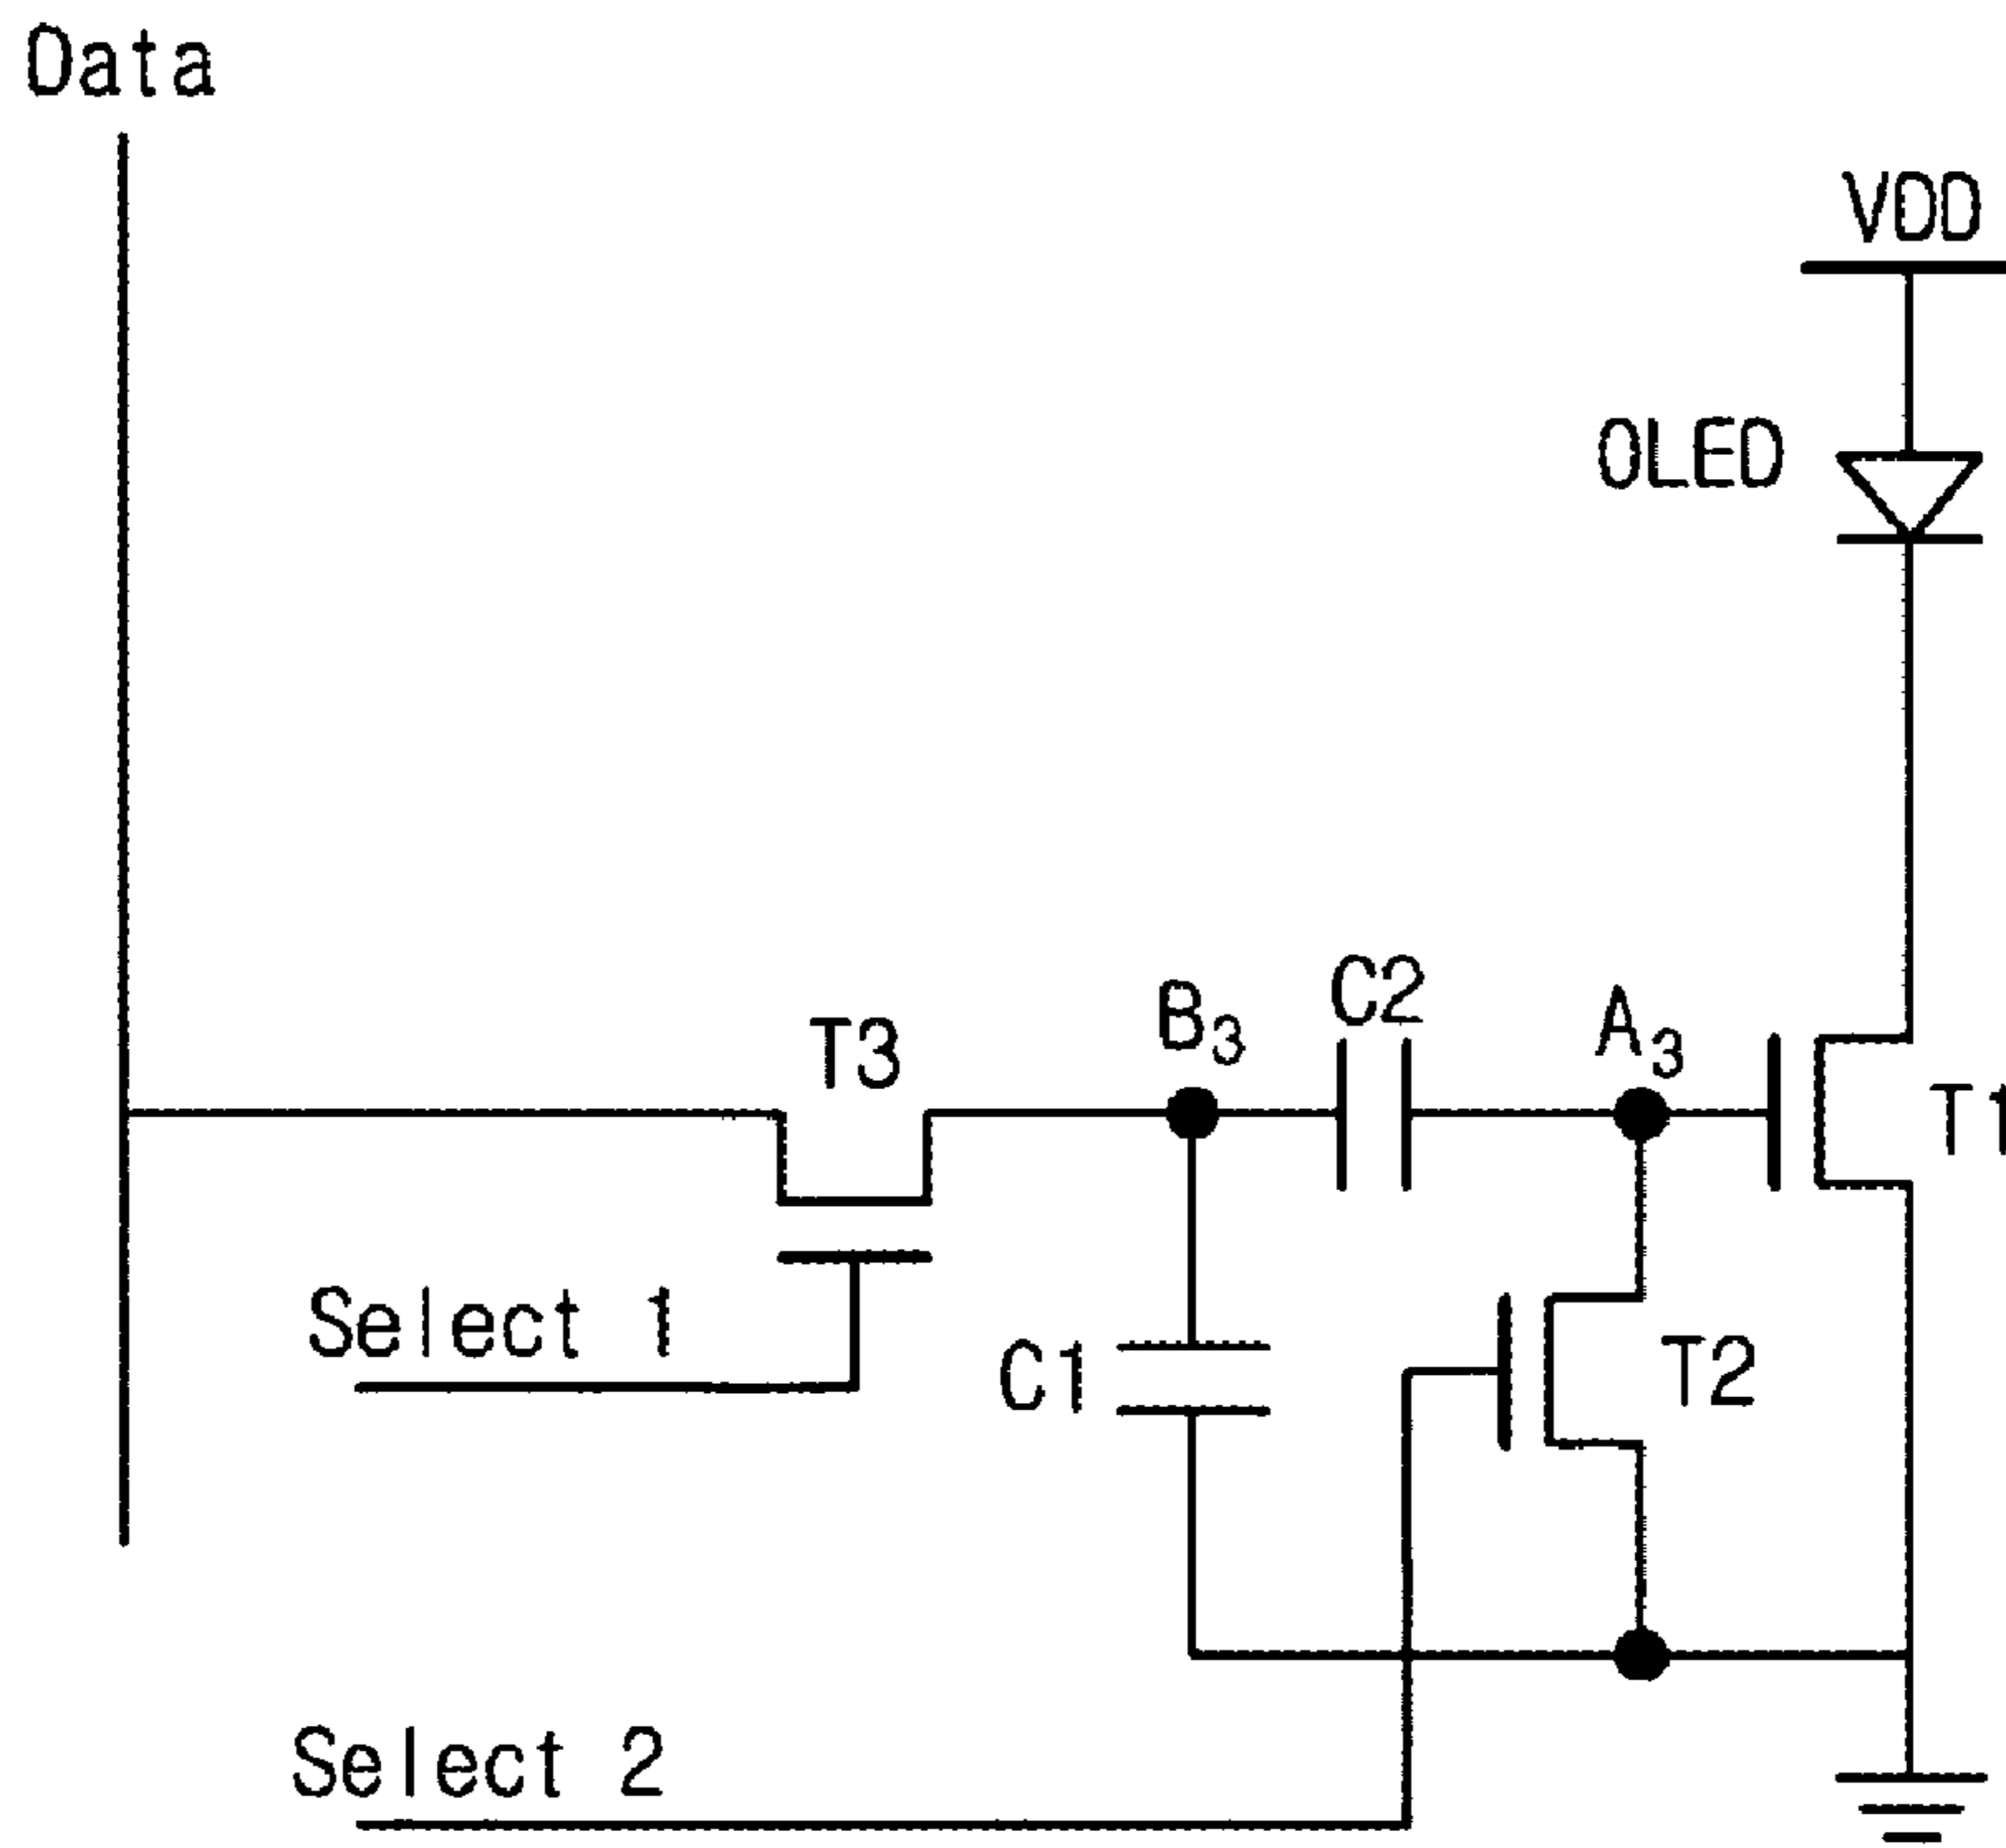 Data
VDD
OLED
C2
B3
A3
T3
T1
Select 1
C1
T2
Select 2